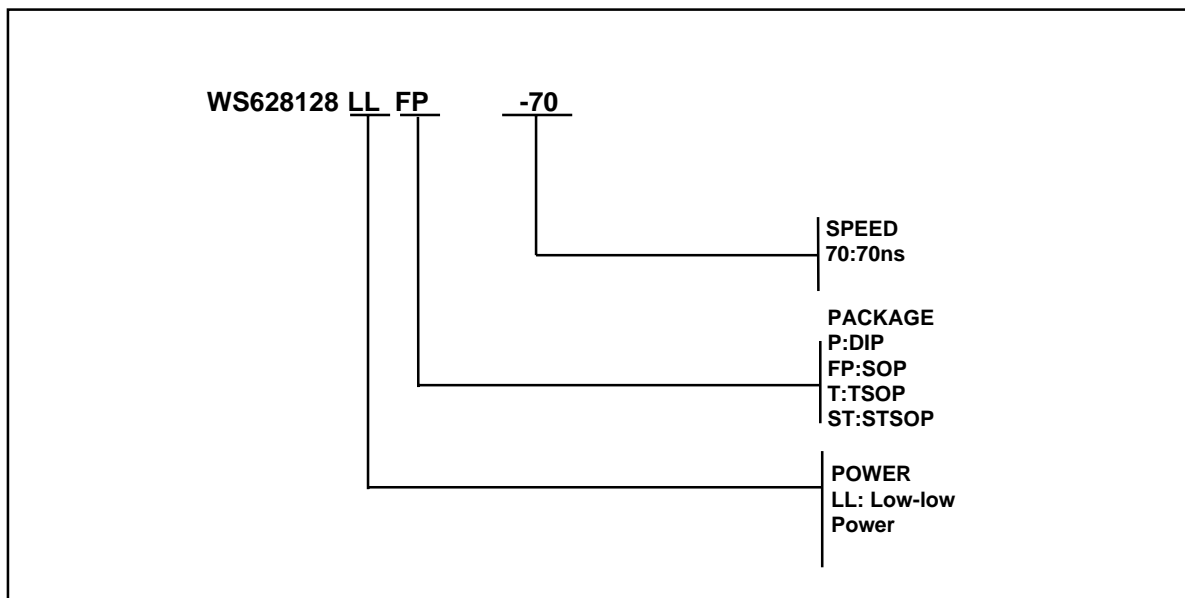 WS628128 LL FP -70
SPEED
70:70ns
PACKAGE
P:DIP
FP:SOP
T:TSOP
ST:STSOP
POWER
LL: Low-low
Power